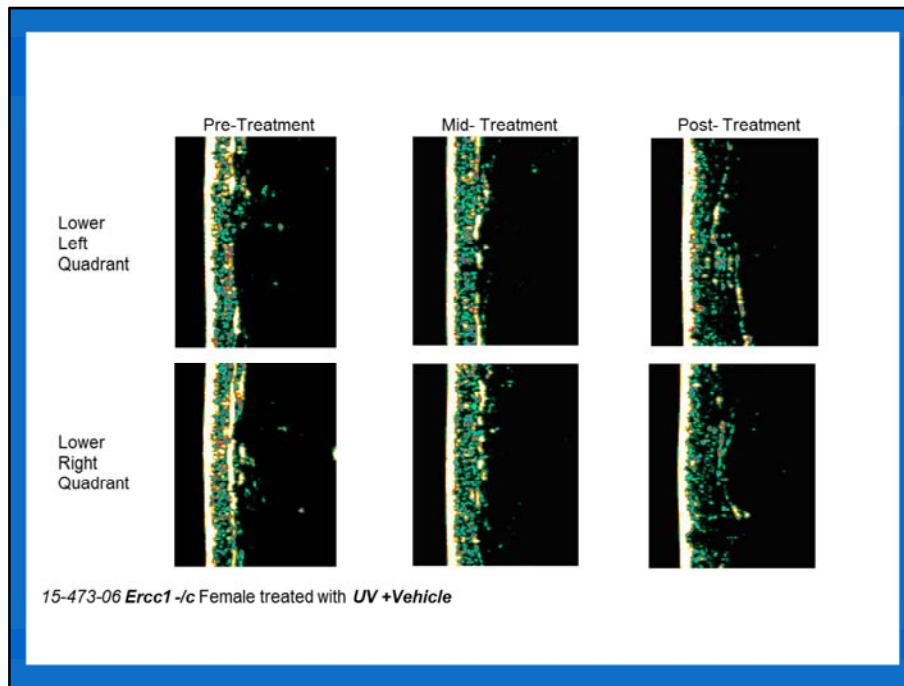 Pre-Treatment
Mid- Treatment
Post- Treatment
Lower
Left
Quadrant
Lower
Right
Quadrant
15-473-06 Ercc1 -/c Female treated with UV +Vehicle